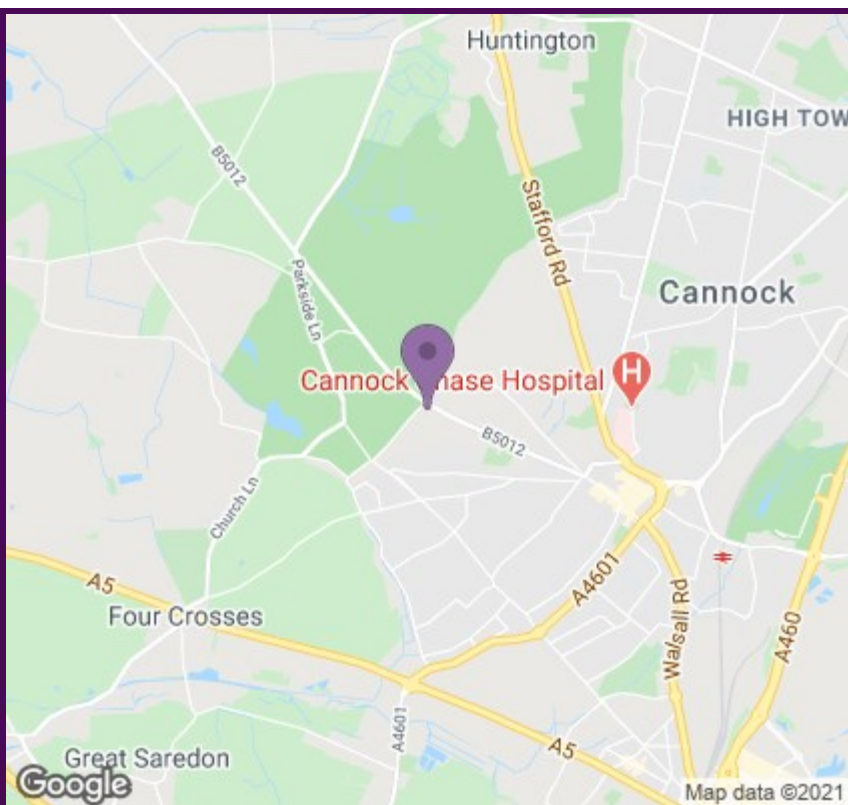 Huntington
HIGH TOW
B5012
Stafford Rd
Parkside Ln
Cannock
Cannock Chase Hospital
H
B5012
Church Ln
A5
A4601
Four Crosses
Walsall Rd
A460
A4601
A5
Great Saredon
Google
Map data ©2021